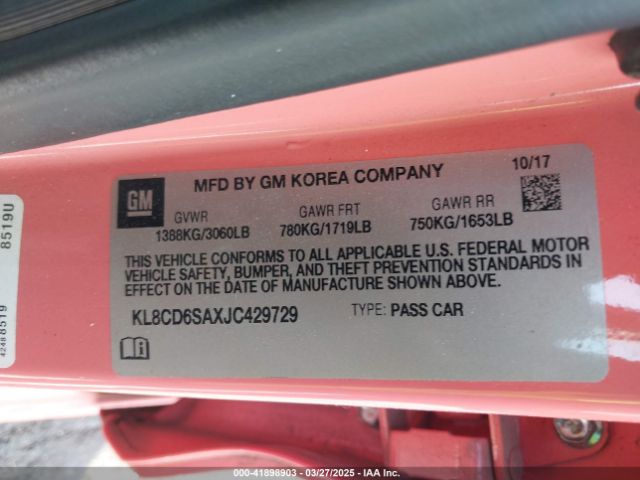 MFD BY GM KOREA COMPANY
10/17
GM
GVWR
1388KG/3060LB
GAWR FRT
780KG/1719LB
GAWR RR
750KG/1653LB
THIS VEHICLE CONFORMS TO ALL APPLICABLE U.S. FEDERAL MOTOR
VEHICLE SAFETY, BUMPER, AND THEFT PREVENTION STANDARDS IN
EFFECT ON THE DATE OF MANUFACTURE SHOWN ABOVE.
KL8CD6SAXJC429729
TYPE: PASS CAR
8519U
42488519
00-41898903 — 03/27/2025 — IAA Inc.